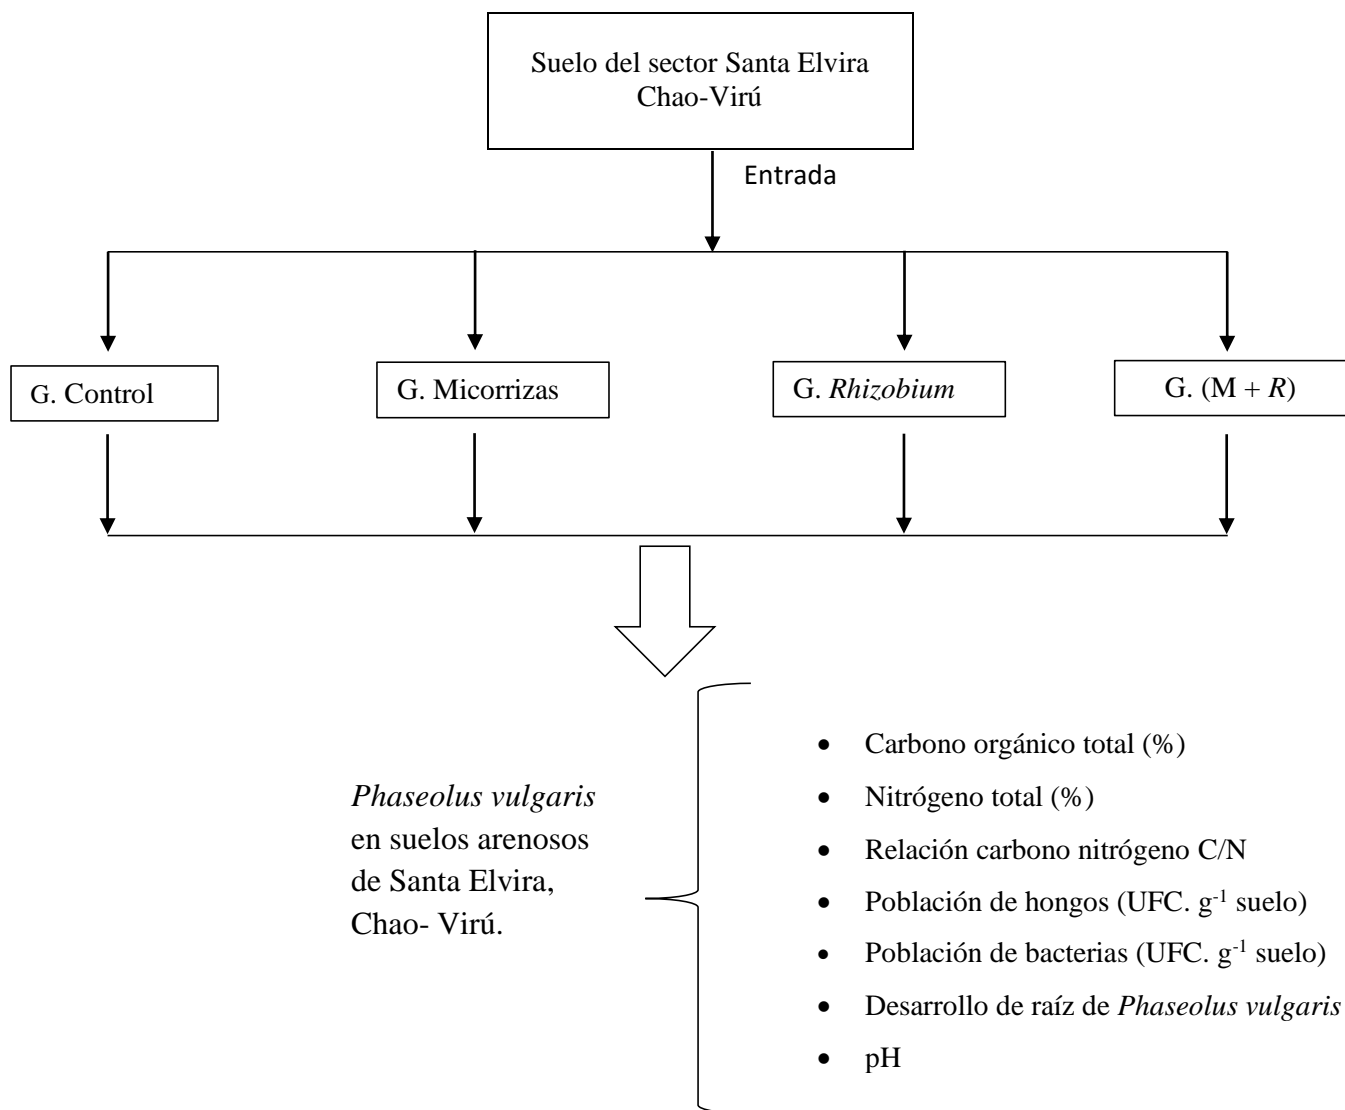 Suelo del sector Santa Elvira
Chao-Virú
Entrada
G. Control
G. Micorrizas
G. Rhizobium
G. (M + R)
Phaseolus vulgaris
en suelos arenosos
de Santa Elvira,
Chao- Virú.
• Carbono orgánico total (%)
• Nitrógeno total (%)
• Relación carbono nitrógeno C/N
• Población de hongos (UFC. g⁻¹ suelo)
• Población de bacterias (UFC. g⁻¹ suelo)
• Desarrollo de raíz de Phaseolus vulgaris
• pH